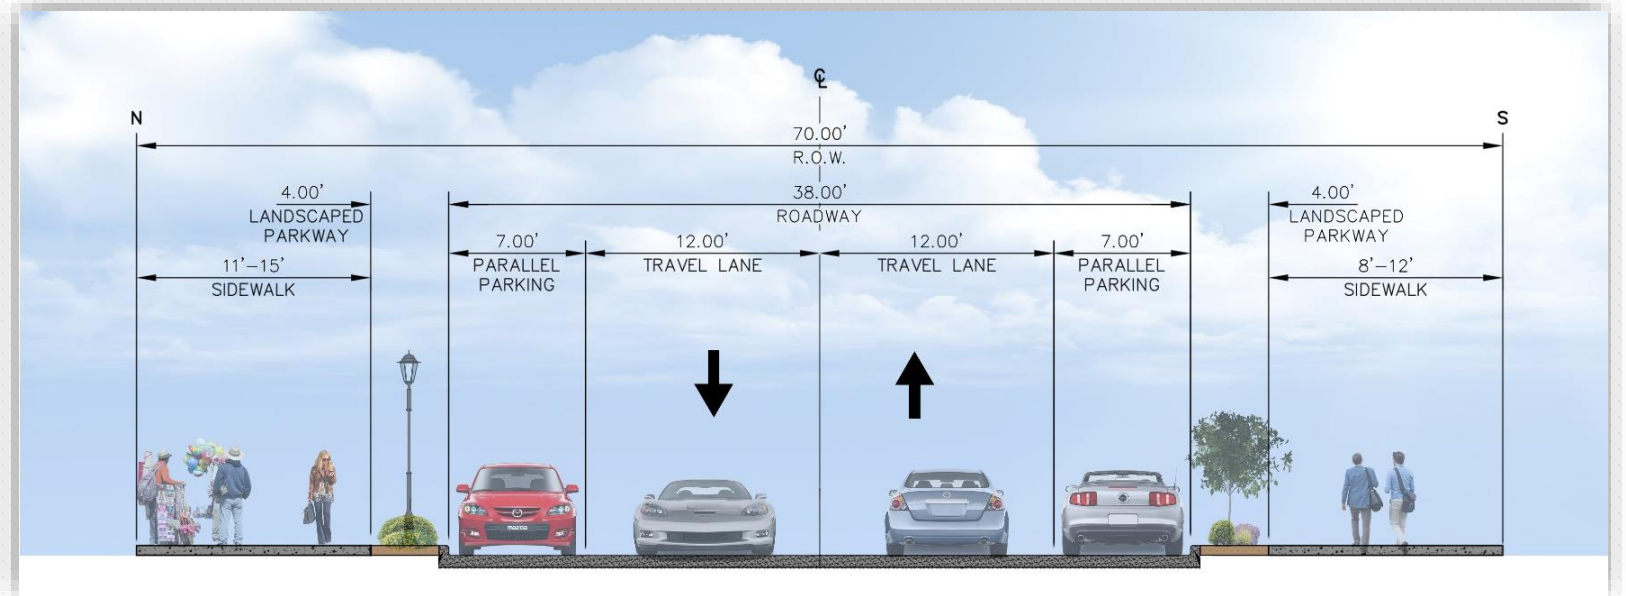 ℄
N
S
70.00'
R.O.W.
4.00'
LANDSCAPED
PARKWAY
38.00'
ROADWAY
4.00'
LANDSCAPED
PARKWAY
7.00'
PARALLEL
PARKING
12.00'
TRAVEL LANE
12.00'
TRAVEL LANE
7.00'
PARALLEL
PARKING
11'-15'
SIDEWALK
8'-12'
SIDEWALK
mazda